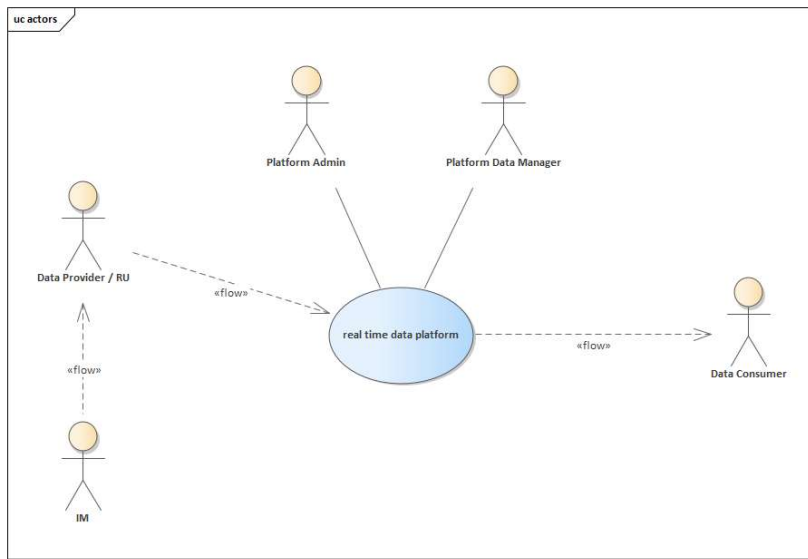 uc actors
Platform Admin
Platform Data Manager
Data Provider / RU
«flow»
real time data platform
«flow»
Data Consumer
«flow»
IM